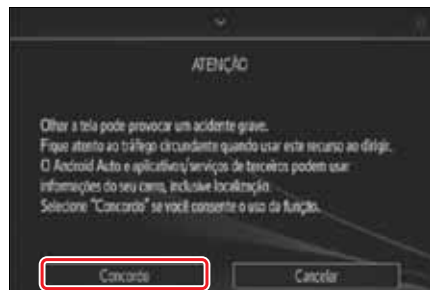 ATENÇÃO
Olhar a tela pode provocar um acidente grave.
Fique atento ao tráfego circundante quando usar este recurso ao dirigir.
O Android Auto e aplicativos/serviços de terceiros podem usar
informações do seu carro, inclusive localização.
Selecione "Concordo" se você consente o uso da função.
Concordo
Cancelar